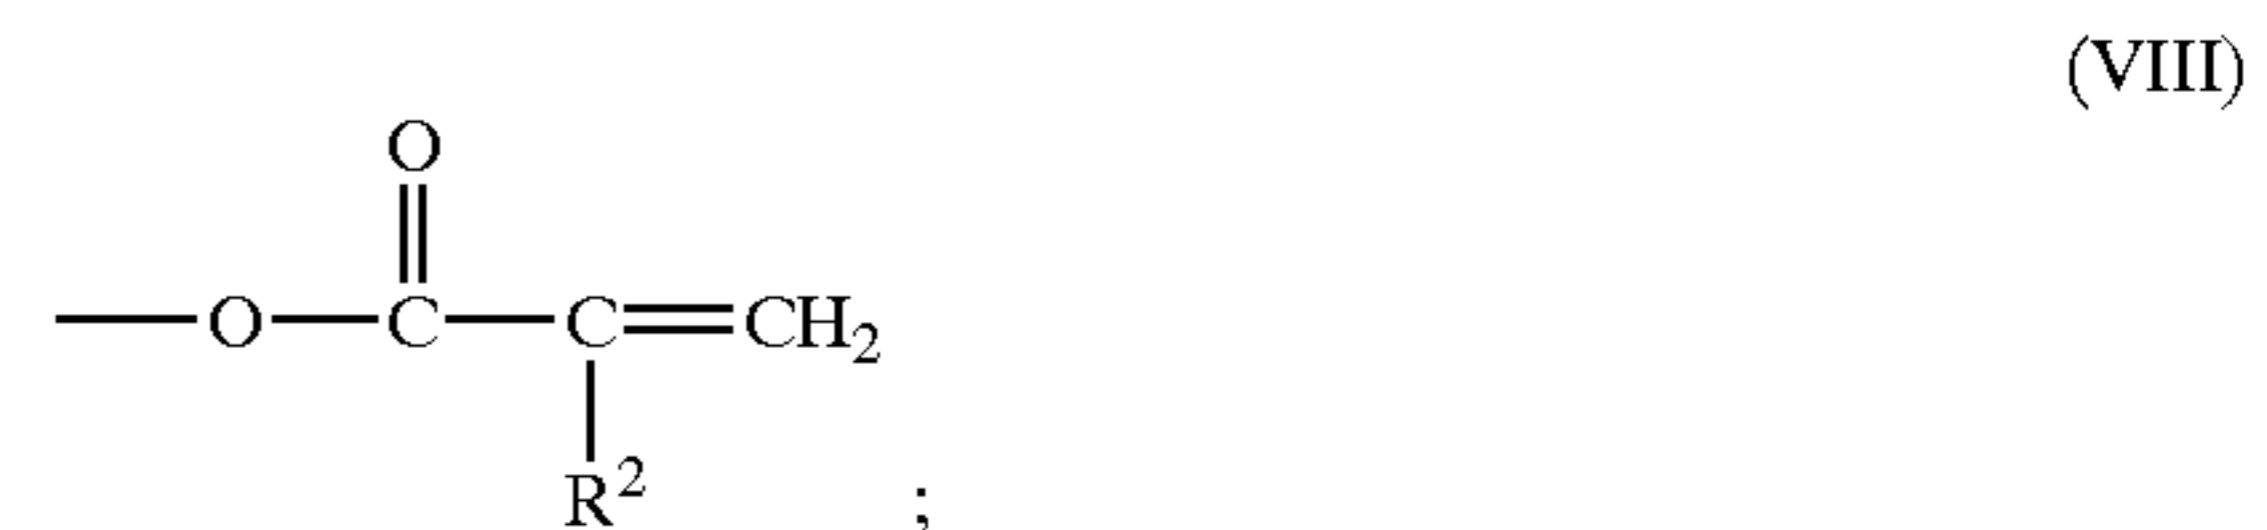 (VIII)
O
O C C CH₂
R² ;